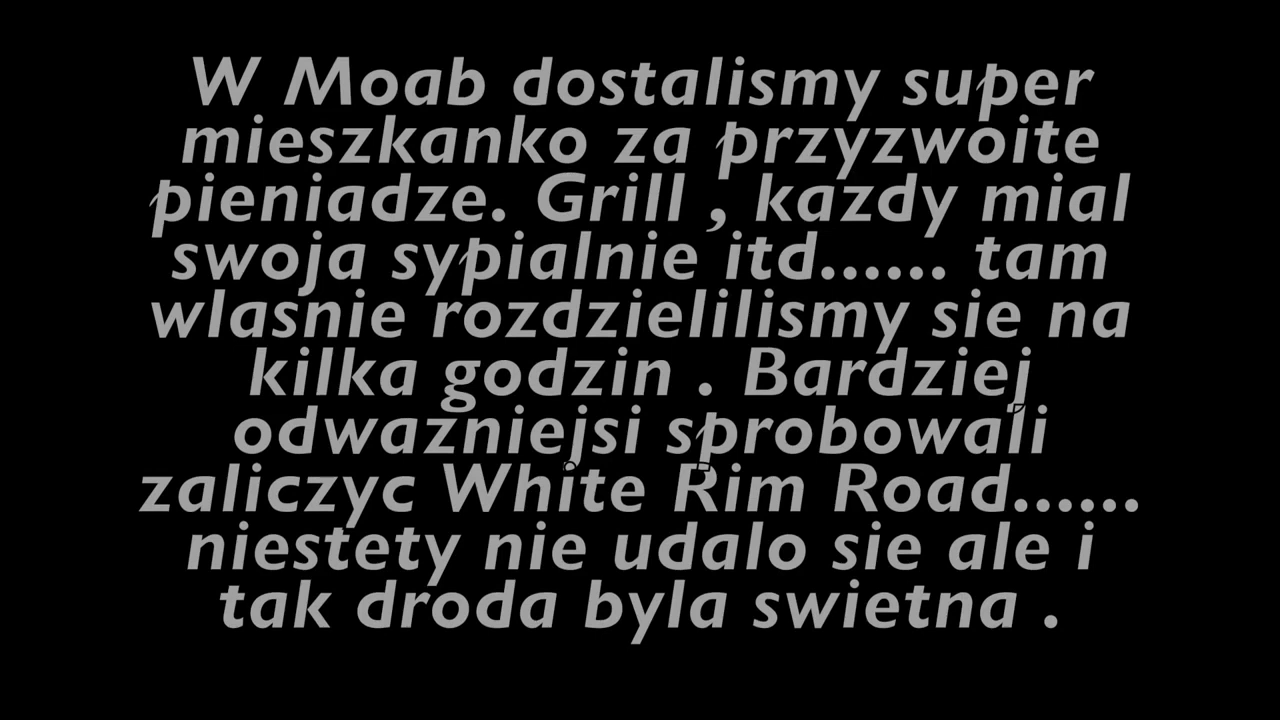 W Moab dostalismy super
mieszkanko za przyzwoite
pieniadze. Grill , kazdy mial
swoja sypialnie itd...... tam
wlasnie rozdzielilismy sie na
kilka godzin . Bardziej
odwazniejsi sprobowali
zaliczyc White Rim Road......
niestety nie udalo sie ale i
tak droda byla swietna .